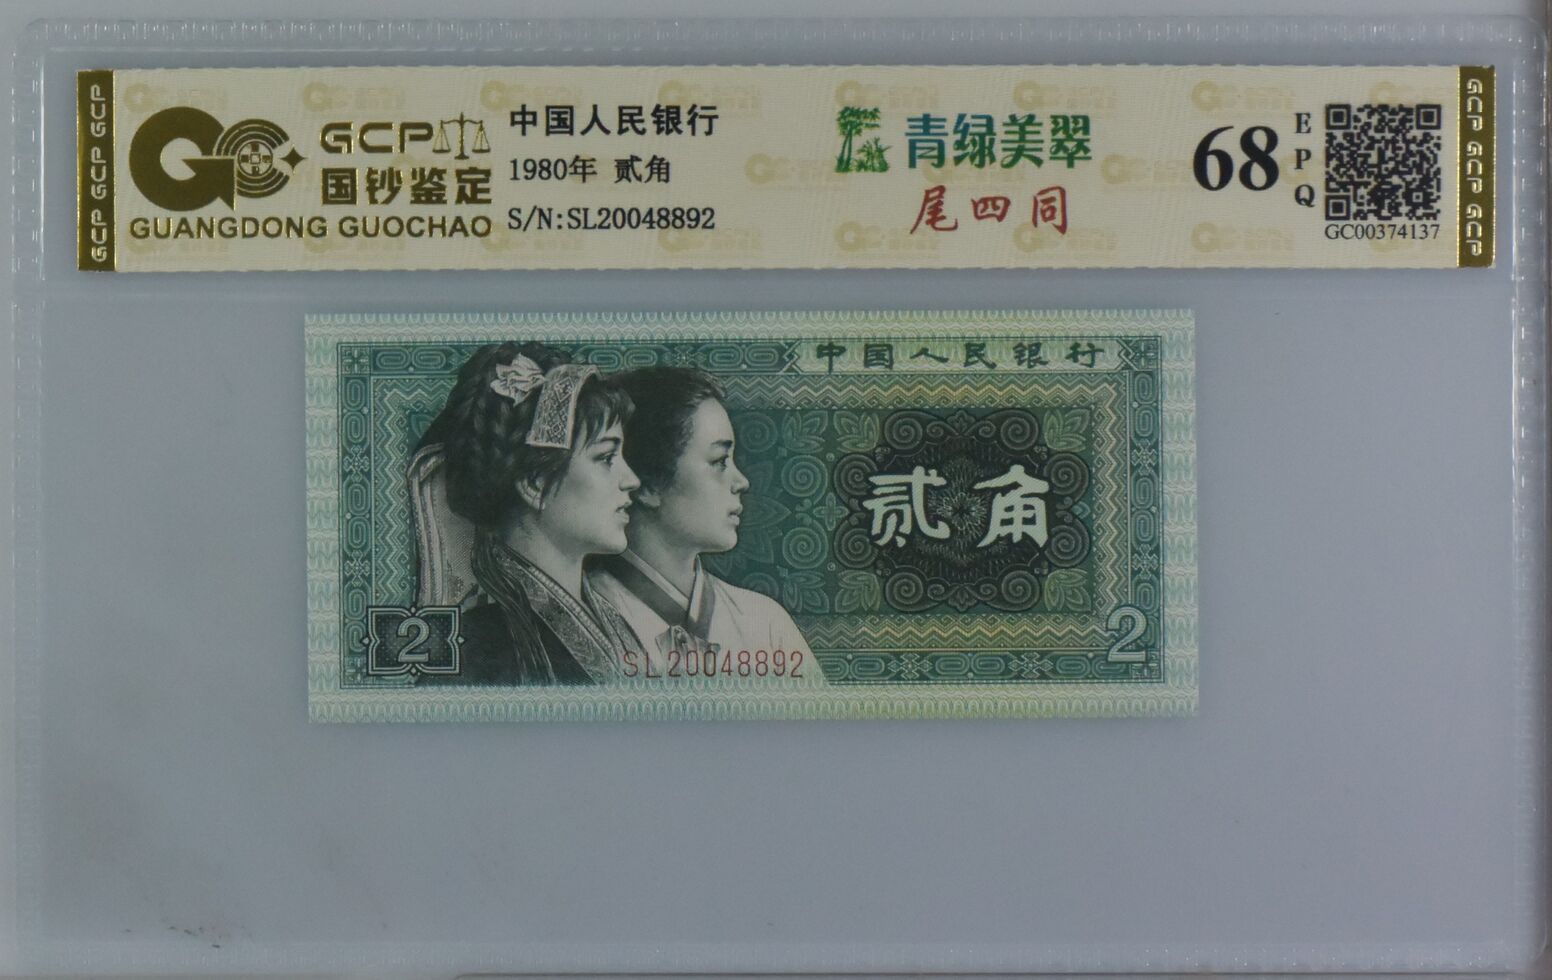 GCP GCP GCP
GCP
国钞鉴定
GUANGDONG GUOCHAO
中国人民银行
1980年 贰角
S/N:SL20048892
青绿美翠
尾四同
68
EPQ
GC00374137
GCP GCP GCP
中国人民银行
贰角
2
2
SL20048892